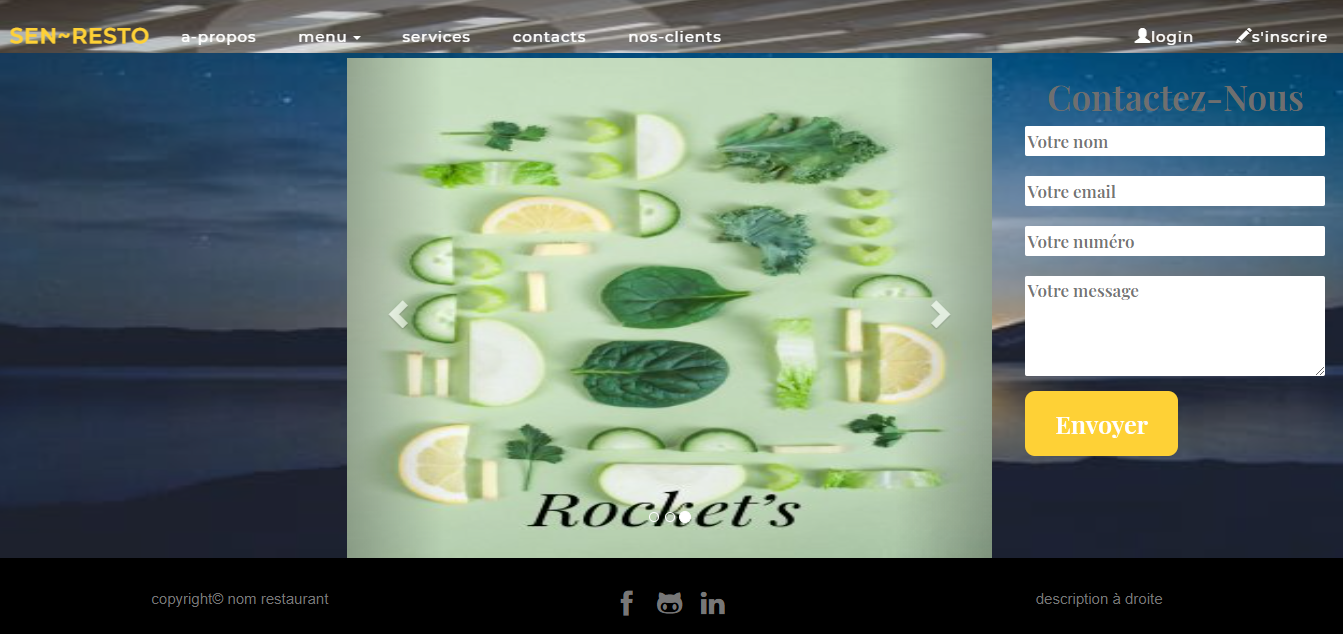 SEN~RESTO a-propos menu services contacts nos-clients login s'inscrire
Contactez-Nous
Votre nom
Votre email
Votre numéro
Votre message
Envoyer
Rocket's
copyright© nom restaurant
description à droite